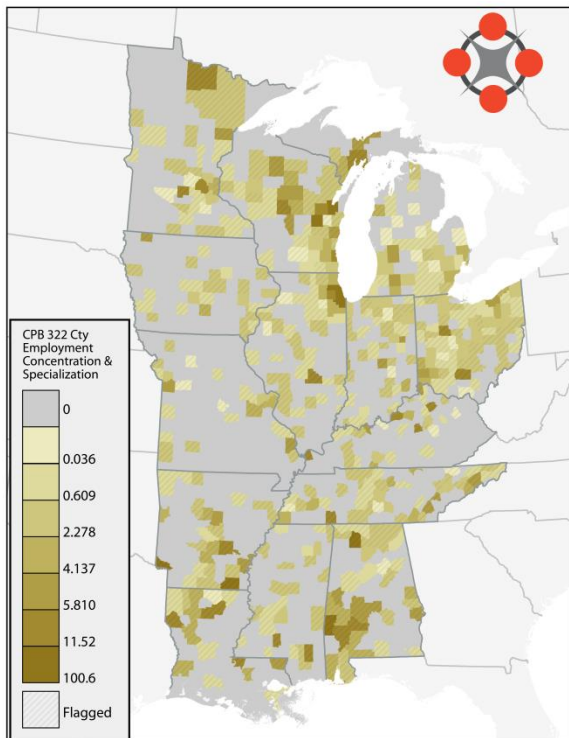 CPB 322 Cty
Employment
Concentration &
Specialization
0
0.036
0.609
2.278
4.137
5.810
11.52
100.6
Flagged